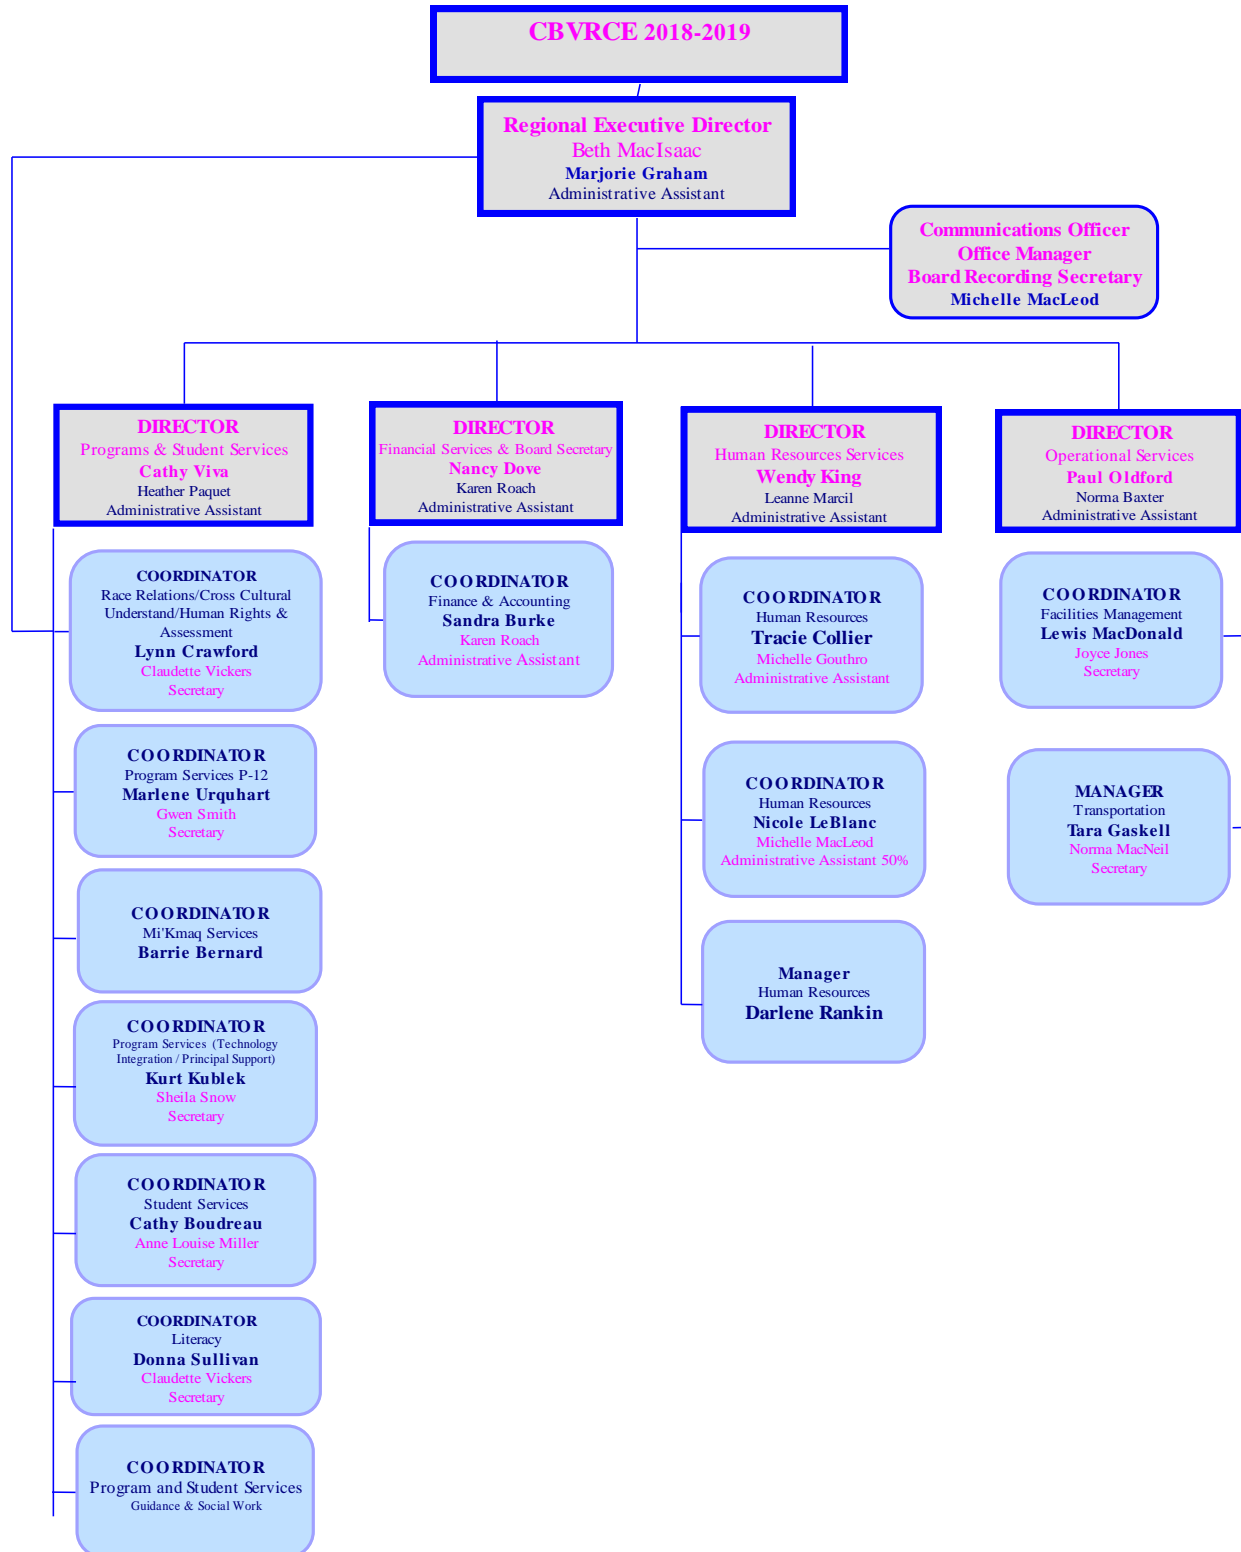 CBVRCE 2018-2019
Regional Executive Director
Beth MacIsaac
Marjorie Graham
Administrative Assistant
Communications Officer
Office Manager
Board Recording Secretary
Michelle MacLeod
DIRECTOR
Programs & Student Services
Cathy Viva
Heather Paquet
Administrative Assistant
DIRECTOR
Financial Services & Board Secretary
Nancy Dove
Karen Roach
Administrative Assistant
DIRECTOR
Human Resources Services
Wendy King
Leanne Marcil
Administrative Assistant
DIRECTOR
Operational Services
Paul Oldford
Norma Baxter
Administrative Assistant
COORDINATOR
Race Relations/Cross Cultural
Understand/Human Rights &
Assessment
Lynn Crawford
Claudette Vickers
Secretary
COORDINATOR
Program Services P-12
Marlene Urquhart
Gwen Smith
Secretary
COORDINATOR
Mi'Kmaq Services
Barrie Bernard
COORDINATOR
Program Services (Technology
Integration / Principal Support)
Kurt Kublek
Sheila Snow
Secretary
COORDINATOR
Student Services
Cathy Boudreau
Anne Louise Miller
Secretary
COORDINATOR
Literacy
Donna Sullivan
Claudette Vickers
Secretary
COORDINATOR
Program and Student Services
Guidance & Social Work
COORDINATOR
Finance & Accounting
Sandra Burke
Karen Roach
Administrative Assistant
COORDINATOR
Human Resources
Tracie Collier
Michelle Gouthro
Administrative Assistant
COORDINATOR
Human Resources
Nicole LeBlanc
Michelle MacLeod
Administrative Assistant 50%
Manager
Human Resources
Darlene Rankin
COORDINATOR
Facilities Management
Lewis MacDonald
Joyce Jones
Secretary
MANAGER
Transportation
Tara Gaskell
Norma MacNeil
Secretary